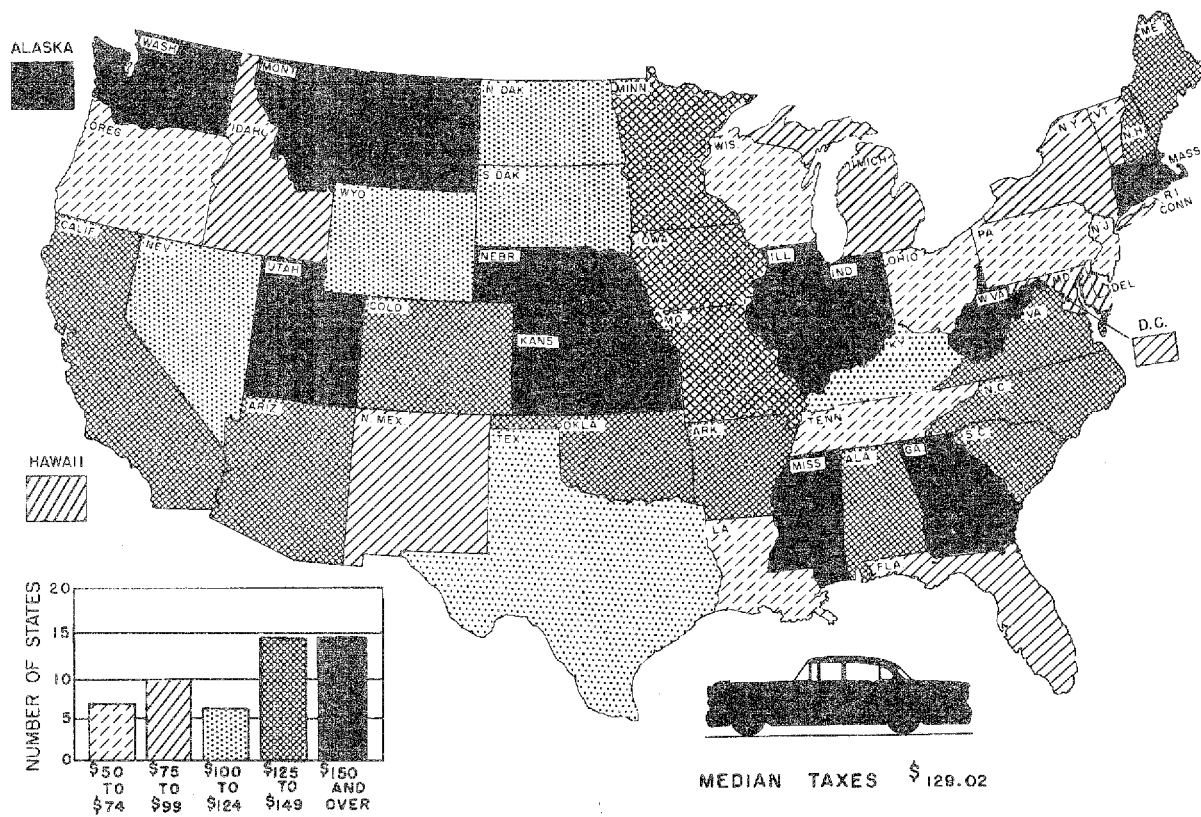 ALASKA
WASH
MONT
N DAK
MINN
ME
OREG
IDAHO
WIS.
MICH
N.Y.
VT
N.H.
MASS
R.I.
CONN
WYO
S DAK
IOWA
PA
N.J.
CALIF.
NEV.
UTAH
NEBR
ILL
IND
OHIO
MD
DEL
W.VA
VA
D.C.
COLO
KANS
MO
ARIZ.
N. MEX.
OKLA
TEX
ARK
TENN
N.C.
S.C.
MISS
ALA
GA
LA
FLA
HAWAII
NUMBER OF STATES
20
15
10
5
0
$50 TO $74
$75 TO $99
$100 TO $124
$125 TO $149
$150 AND OVER
MEDIAN TAXES $129.02